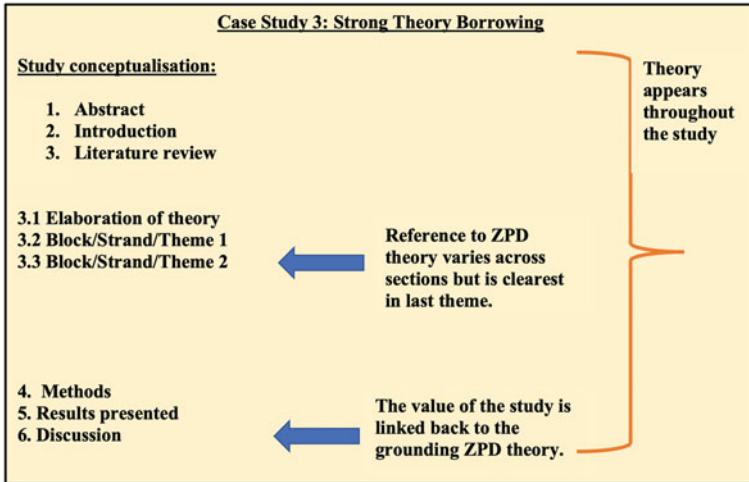 Case Study 3: Strong Theory Borrowing
Study conceptualisation:
1. Abstract
2. Introduction
3. Literature review
Theory
appears
throughout
the study
3.1 Elaboration of theory
3.2 Block/Strand/Theme 1
3.3 Block/Strand/Theme 2
Reference to ZPD
theory varies across
sections but is clearest
in last theme.
4. Methods
5. Results presented
6. Discussion
The value of the study is
linked back to the
grounding ZPD theory.